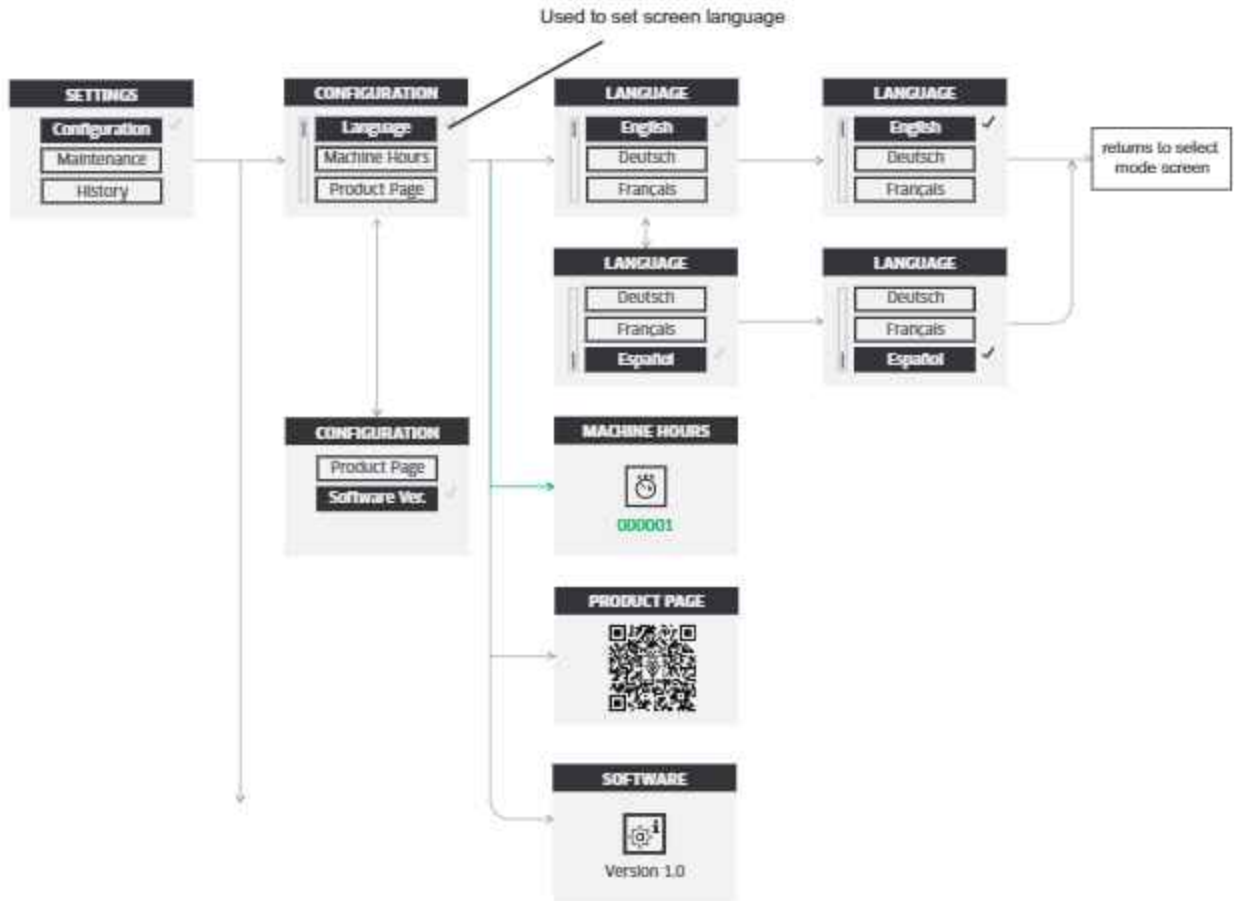 Used to set screen language
SETTINGS
Configuration
Maintenance
History
CONFIGURATION
Language
Machine Hours
Product Page
LANGUAGE
English
Deutsch
Français
LANGUAGE
English
Deutsch
Français
returns to select
mode screen
LANGUAGE
Deutsch
Français
Español
LANGUAGE
Deutsch
Français
Español
CONFIGURATION
Product Page
Software Ver.
MACHINE HOURS
000001
PRODUCT PAGE
SOFTWARE
Version 1.0